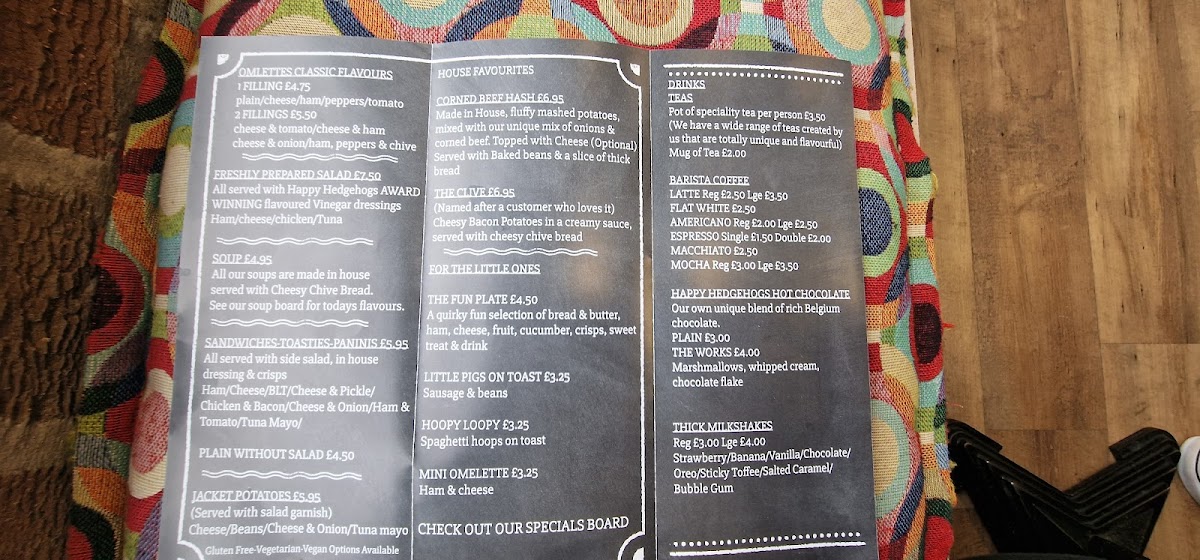 OMLETTES CLASSIC FLAVOURS
1 FILLING £4.75
plain/cheese/ham/peppers/tomato
2 FILLINGS £5.50
cheese & tomato/cheese & ham
cheese & onion/ham, peppers & chive
FRESHLY PREPARED SALAD £7.50
All served with Happy Hedgehogs AWARD
WINNING flavoured Vinegar dressings
Ham/cheese/chicken/Tuna
SOUP £4.95
All our soups are made in house
served with Cheesy Chive Bread.
See our soup board for todays flavours.
SANDWICHES-TOASTIES-PANINIS £5.95
All served with side salad, in house
dressing & crisps
Ham/Cheese/BLT/Cheese & Pickle/
Chicken & Bacon/Cheese & Onion/Ham &
Tomato/Tuna Mayo/
PLAIN WITHOUT SALAD £4.50
JACKET POTATOES £5.95
(Served with salad garnish)
Cheese/Beans/Cheese & Onion/Tuna mayo
Gluten Free-Vegetarian-Vegan Options Available
HOUSE FAVOURITES
CORNED BEEF HASH £6.95
Made in House, fluffy mashed potatoes,
mixed with our unique mix of onions &
corned beef. Topped with Cheese (Optional)
Served with Baked beans & a slice of thick
bread
THE CLIVE £6.95
(Named after a customer who loves it)
Cheesy Bacon Potatoes in a creamy sauce,
served with cheesy chive bread
FOR THE LITTLE ONES
THE FUN PLATE £4.50
A quirky fun selection of bread & butter,
ham, cheese, fruit, cucumber, crisps, sweet
treat & drink
LITTLE PIGS ON TOAST £3.25
Sausage & beans
HOOPY LOOPY £3.25
Spaghetti hoops on toast
MINI OMELETTE £3.25
Ham & cheese
CHECK OUT OUR SPECIALS BOARD
DRINKS
TEAS
Pot of speciality tea per person £3.50
(We have a wide range of teas created by
us that are totally unique and flavourful)
Mug of Tea £2.00
BARISTA COFFEE
LATTE Reg £2.50 Lge £3.50
FLAT WHITE £2.50
AMERICANO Reg £2.00 Lge £2.50
ESPRESSO Single £1.50 Double £2.00
MACCHIATO £2.50
MOCHA Reg £3.00 Lge £3.50
HAPPY HEDGEHOGS HOT CHOCOLATE
Our own unique blend of rich Belgium
chocolate.
PLAIN £3.00
THE WORKS £4.00
Marshmallows, whipped cream,
chocolate flake
THICK MILKSHAKES
Reg £3.00 Lge £4.00
Strawberry/Banana/Vanilla/Chocolate/
Oreo/Sticky Toffee/Salted Caramel/
Bubble Gum